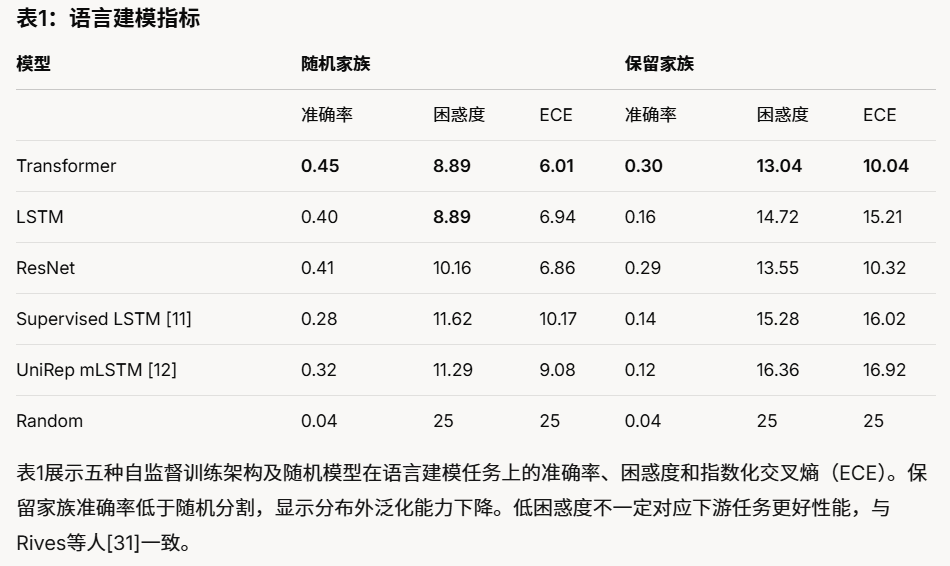 表1：语言建模指标
模型 随机家族 保留家族
准确率 困惑度 ECE 准确率 困惑度 ECE
Transformer 0.45 8.89 6.01 0.30 13.04 10.04
LSTM 0.40 8.89 6.94 0.16 14.72 15.21
ResNet 0.41 10.16 6.86 0.29 13.55 10.32
Supervised LSTM [11] 0.28 11.62 10.17 0.14 15.28 16.02
UniRep mLSTM [12] 0.32 11.29 9.08 0.12 16.36 16.92
Random 0.04 25 25 0.04 25 25
表1展示五种自监督训练架构及随机模型在语言建模任务上的准确率、困惑度和指数化交叉熵（ECE）。保
留家族准确率低于随机分割，显示分布外泛化能力下降。低困惑度不一定对应下游任务更好性能，与
Rives等人[31]一致。